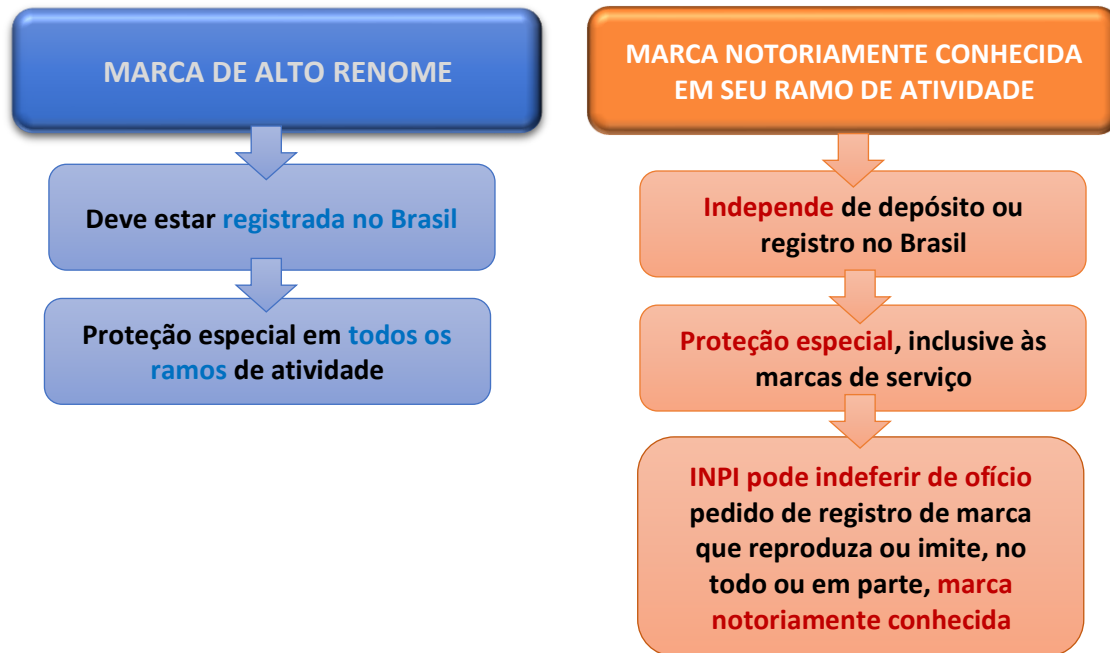 MARCA DE ALTO RENOME
Deve estar registrada no Brasil
Proteção especial em todos os
ramos de atividade
MARCA NOTORIAMENTE CONHECIDA
EM SEU RAMO DE ATIVIDADE
Independe de depósito ou
registro no Brasil
Proteção especial, inclusive às
marcas de serviço
INPI pode indeferir de ofício
pedido de registro de marca
que reproduza ou imite, no
todo ou em parte, marca
notoriamente conhecida